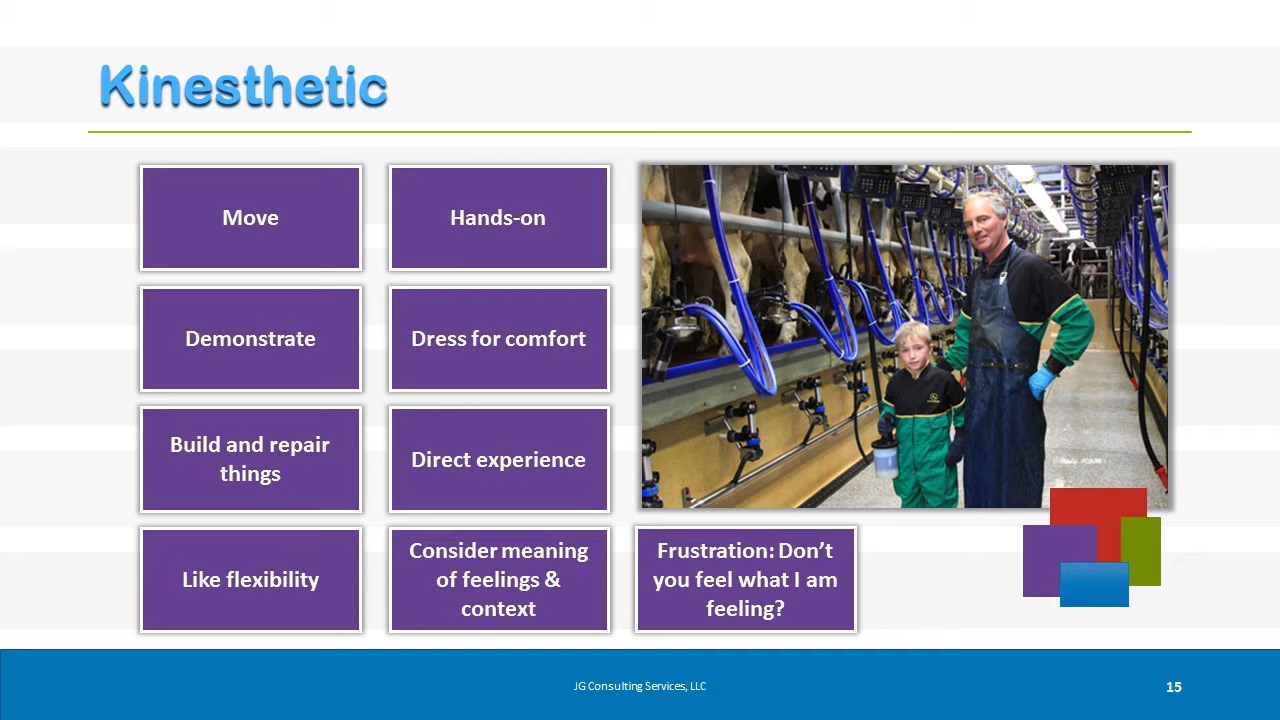 Kinesthetic
Move
Hands-on
Demonstrate
Dress for comfort
Build and repair
things
Direct experience
Like flexibility
Consider meaning
of feelings &
context
Frustration: Don’t
you feel what I am
feeling?
JG Consulting Services, LLC
15